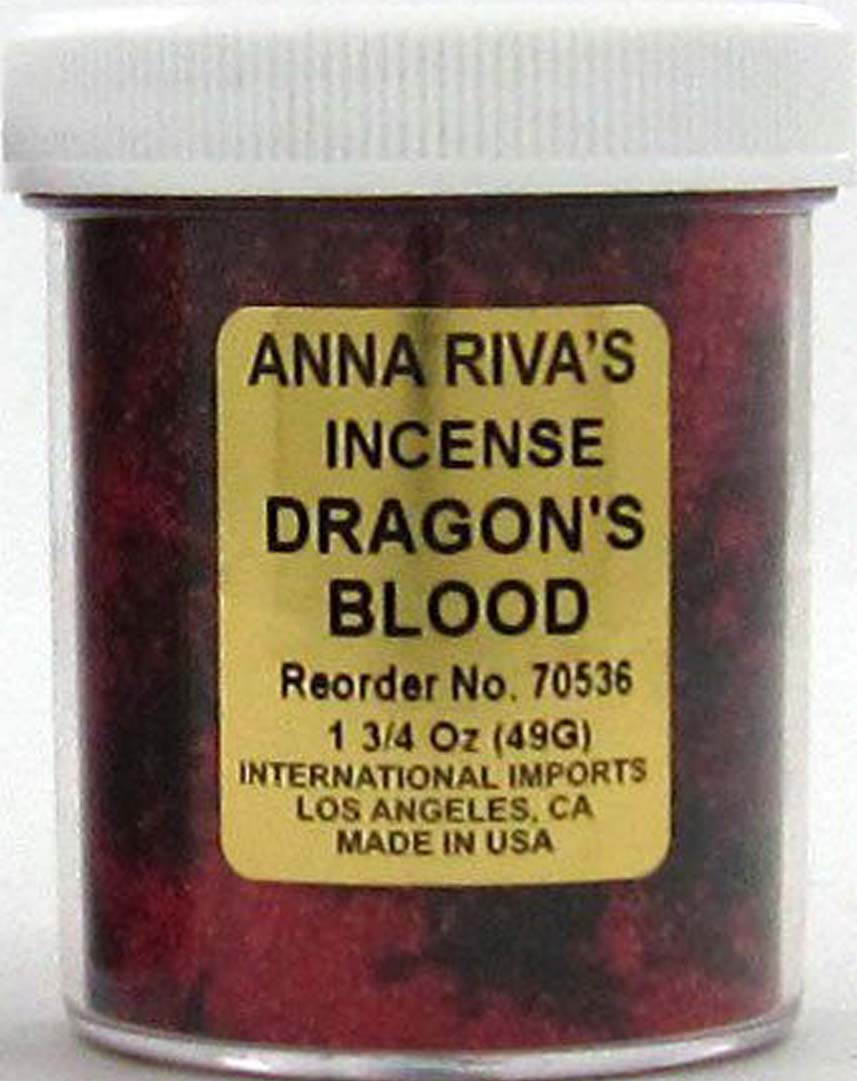 ANNA RIVA'S
INCENSE
DRAGON'S
BLOOD
Reorder No. 70536
1 3/4 Oz (49G)
INTERNATIONAL IMPORTS
LOS ANGELES, CA
MADE IN USA